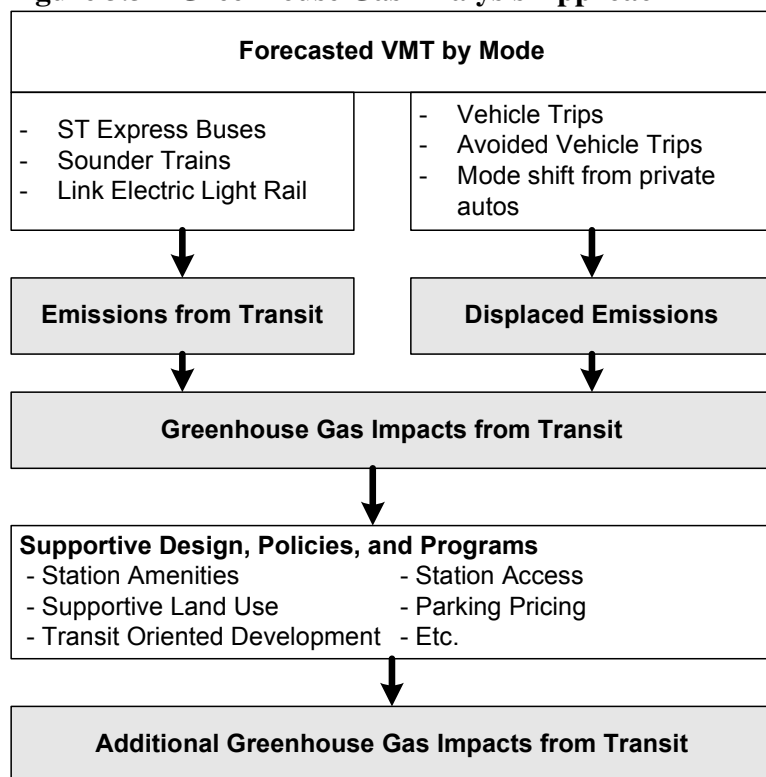 Forecasted VMT by Mode
- ST Express Buses
- Sounder Trains
- Link Electric Light Rail
- Vehicle Trips
- Avoided Vehicle Trips
- Mode shift from private
autos
Emissions from Transit
Displaced Emissions
Greenhouse Gas Impacts from Transit
Supportive Design, Policies, and Programs
- Station Amenities
- Supportive Land Use
- Transit Oriented Development
- Station Access
- Parking Pricing
- Etc.
Additional Greenhouse Gas Impacts from Transit